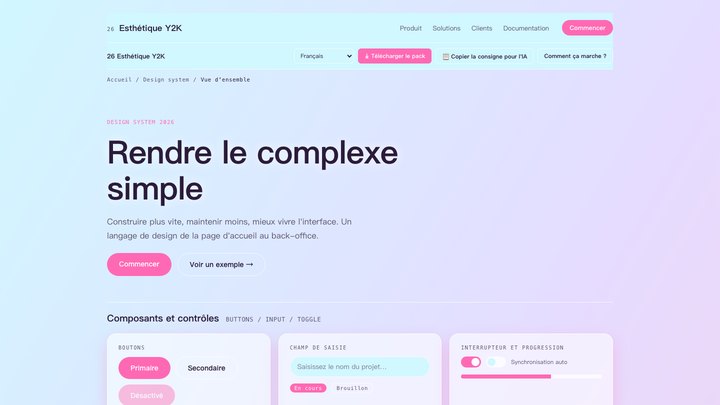 26 Esthétique Y2K
Produit Solutions Clients Documentation Commencer
26 Esthétique Y2K
Français
Télécharger le pack
Copier la consigne pour l'IA
Comment ça marche ?
Accueil / Design system / Vue d'ensemble
DESIGN SYSTEM 2026
Rendre le complexe
simple
Construire plus vite, maintenir moins, mieux vivre l'interface. Un
langage de design de la page d'accueil au back-office.
Commencer
Voir un exemple →
Composants et contrôles BUTTONS / INPUT / TOGGLE
BOUTONS
Primaire
Secondaire
Désactivé
CHAMP DE SAISIE
Saisissez le nom du projet…
En cours
Brouillon
INTERRUPTEUR ET PROGRESSION
Synchronisation auto